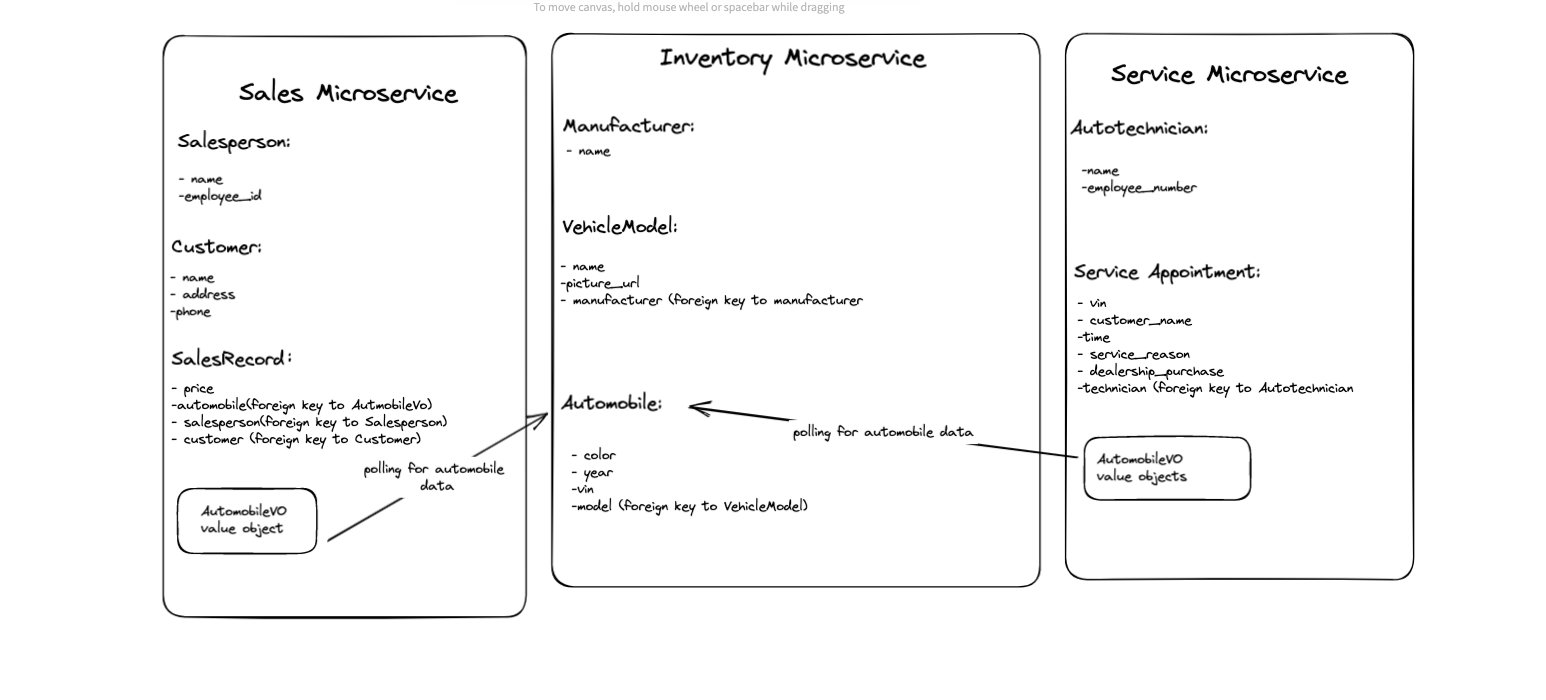 To move canvas, hold mouse wheel or spacebar while dragging
Sales Microservice
Salesperson:
- name
-employee_id
Customer:
- name
- address
-phone
SalesRecord:
- price
-automobile(foreign key to AutmobileVo)
- salesperson(foreign key to Salesperson)
- customer (foreign key to Customer)
polling for automobile
data
AutomobileVO
value object
Inventory Microservice
Manufacturer:
- name
VehicleModel:
- name
-picture_url
- manufacturer (foreign key to manufacturer
Automobile:
- color
- year
-vin
-model (foreign key to VehicleModel)
polling for automobile data
Service Microservice
Autotechnician:
-name
-employee_number
Service Appointment:
- vin
- customer_name
-time
- service_reason
- dealership_purchase
-technician (foreign key to Autotechnician
AutomobileVO
value objects